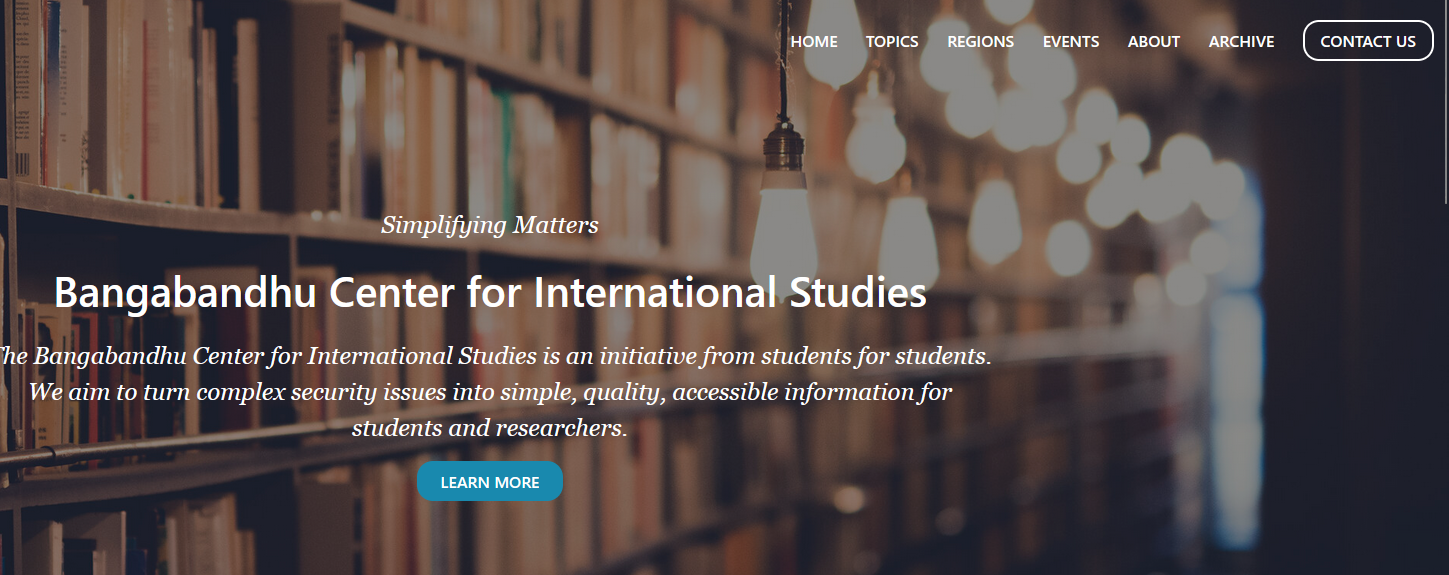 HOME TOPICS REGIONS EVENTS ABOUT ARCHIVE CONTACT US
Simplifying Matters
Bangabandhu Center for International Studies
The Bangabandhu Center for International Studies is an initiative from students for students.
We aim to turn complex security issues into simple, quality, accessible information for
students and researchers.
LEARN MORE